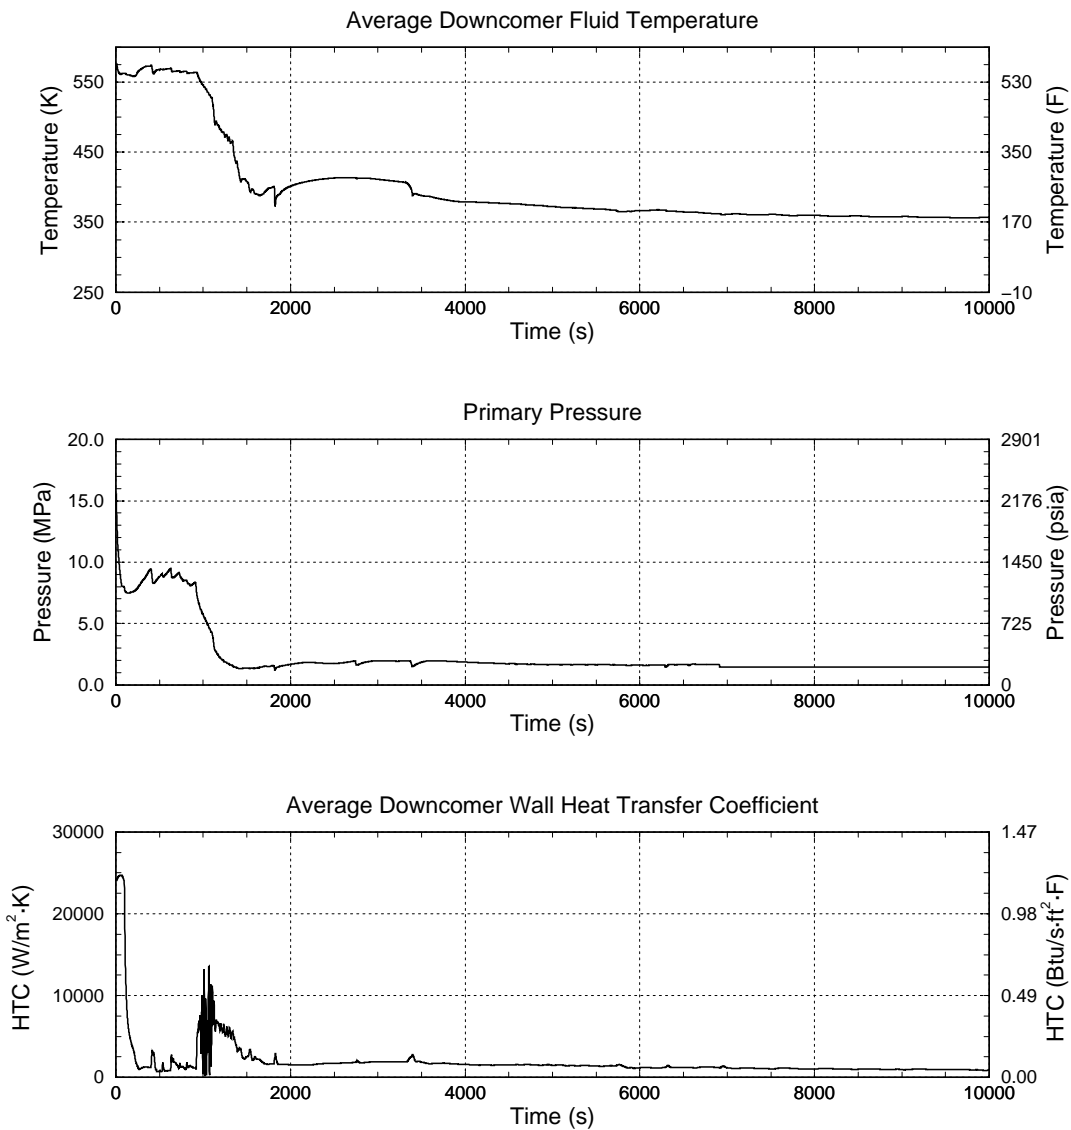 Average Downcomer Fluid Temperature
550
450
350
250
530
350
170
−10
Temperature (K)
Temperature (F)
0 2000 4000 6000 8000 10000
Time (s)
Primary Pressure
20.0
15.0
10.0
5.0
0.0
2901
2176
1450
725
0
Pressure (MPa)
Pressure (psia)
0 2000 4000 6000 8000 10000
Time (s)
Average Downcomer Wall Heat Transfer Coefficient
30000
20000
10000
0
1.47
0.98
0.49
0.00
HTC (W/m²·K)
HTC (Btu/s·ft²·F)
0 2000 4000 6000 8000 10000
Time (s)